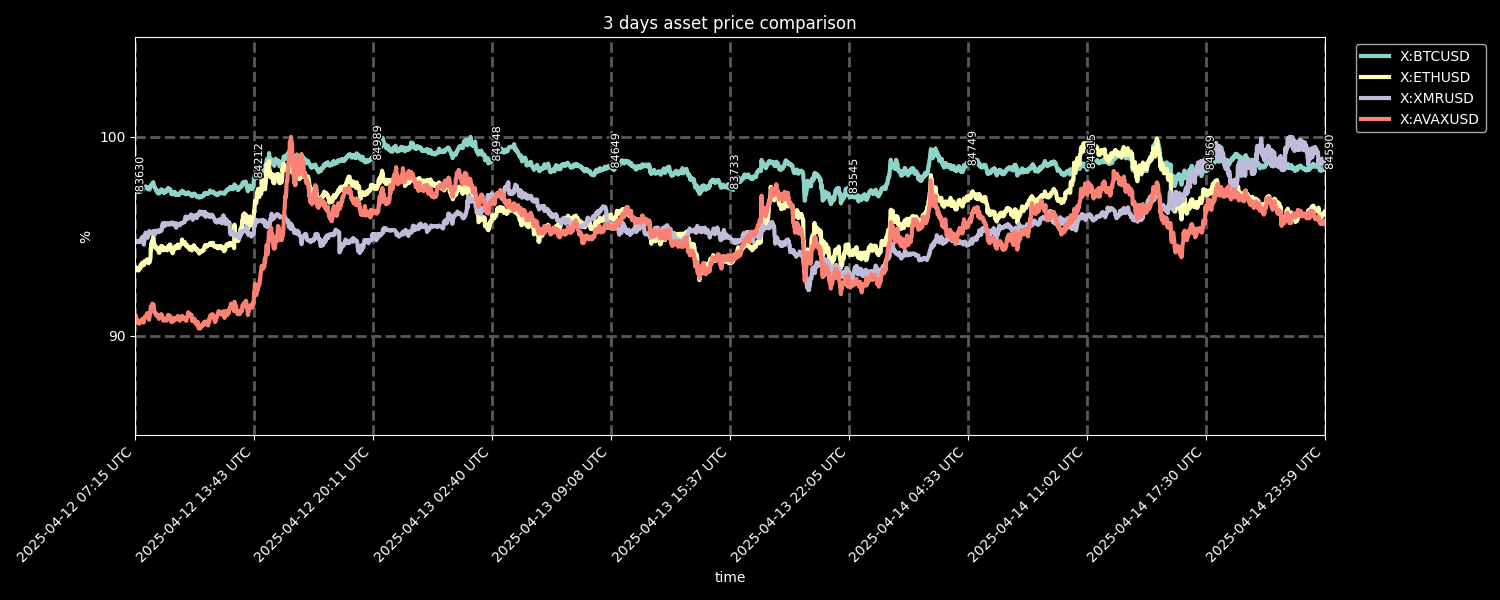 3 days asset price comparison
X:BTCUSD
X:ETHUSD
X:XMRUSD
X:AVAXUSD
100
90
%
83630
84212
84989
84948
84649
83733
83545
84749
84615
84569
84590
2025-04-12 07:15 UTC
2025-04-12 13:43 UTC
2025-04-12 20:11 UTC
2025-04-13 02:40 UTC
2025-04-13 09:08 UTC
2025-04-13 15:37 UTC
2025-04-13 22:05 UTC
2025-04-14 04:33 UTC
2025-04-14 11:02 UTC
2025-04-14 17:30 UTC
2025-04-14 23:59 UTC
time